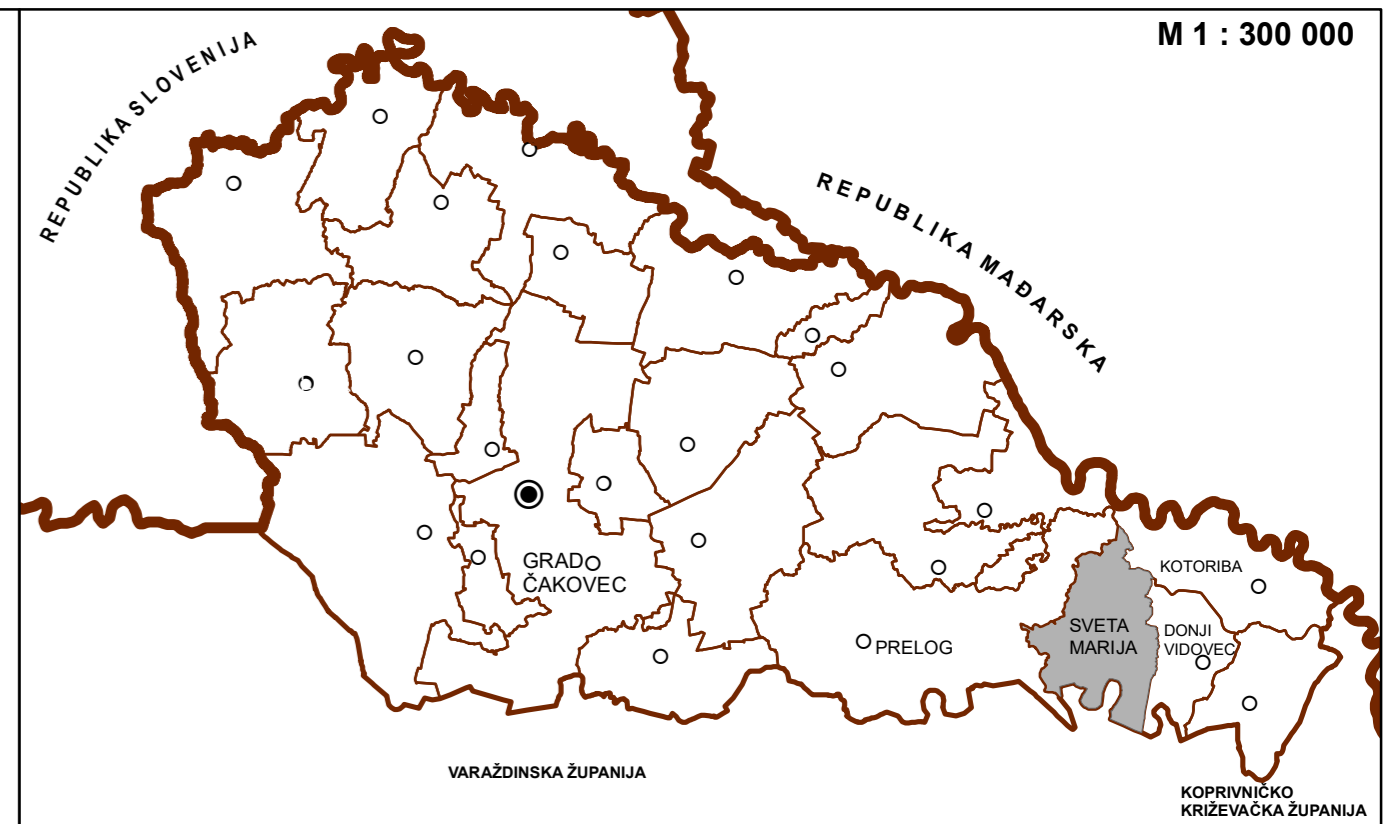 M 1 : 300 000
REPUBLIKA SLOVENIJA
REPUBLIKA MAĐARSKA
GRAD
ČAKOVEC
KOTORIBA
SVETA
MARIJA
DONJI
VIDOVEC
PRELOG
VARAŽDINSKA ŽUPANIJA
KOPRIVNIČKO
KRIŽEVAČKA ŽUPANIJA